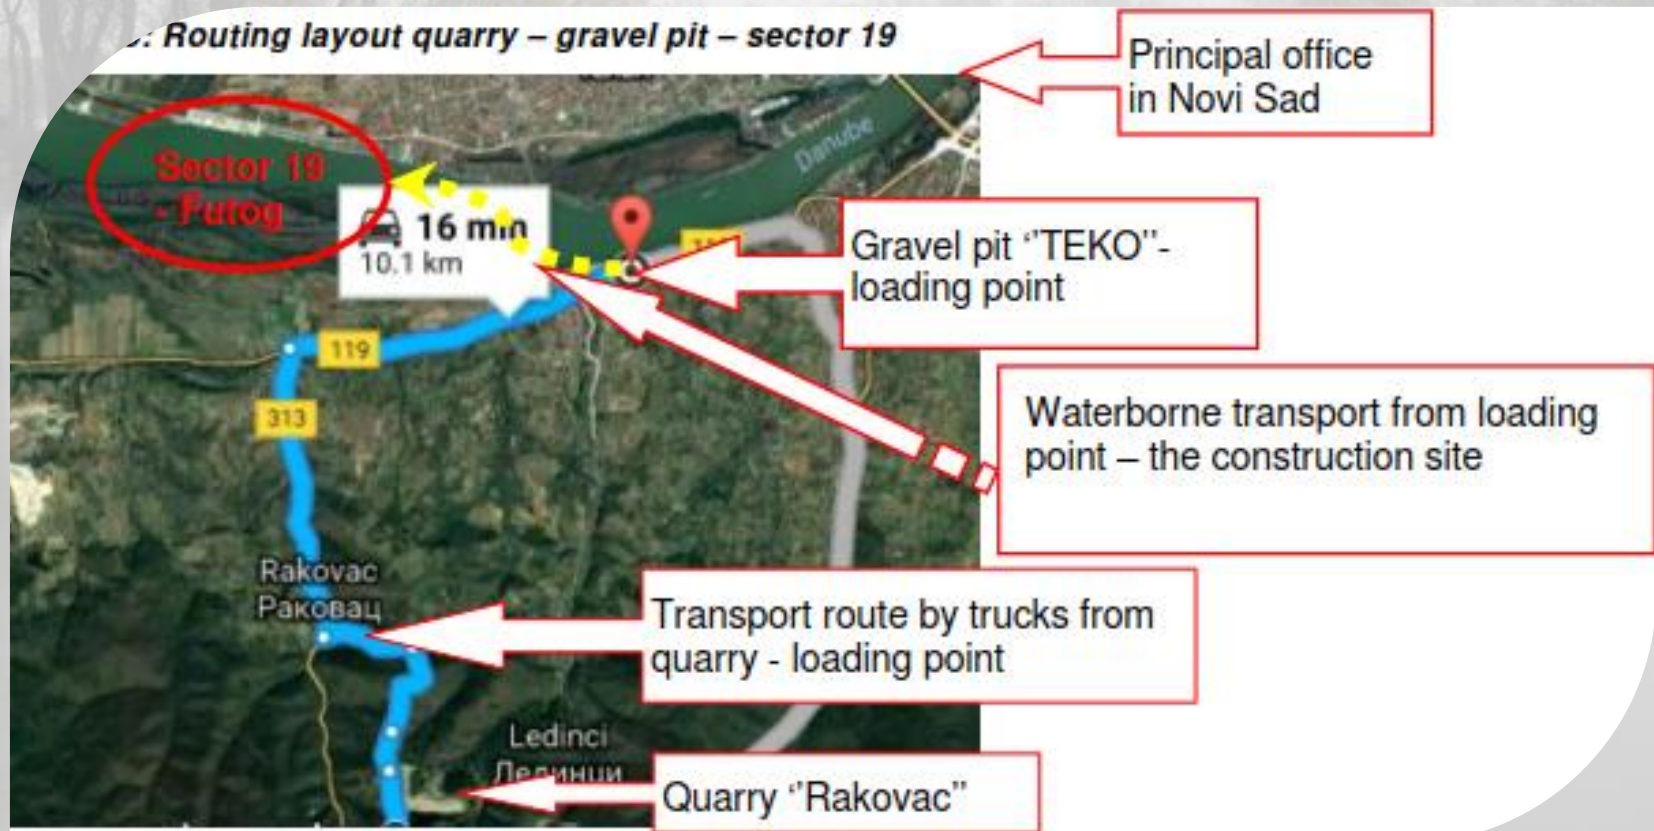 : Routing layout quarry – gravel pit – sector 19
Principal office
in Novi Sad
Danube
Sector 19
- Futog
16 min
10.1 km
Gravel pit ‘’TEKO’’-
loading point
119
313
Waterborne transport from loading
point – the construction site
Rakovac
Раковац
Transport route by trucks from
quarry - loading point
Ledinci
Лединци
Quarry ‘’Rakovac’’